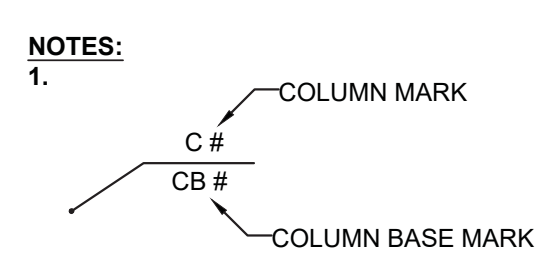 NOTES:
1.
COLUMN MARK
C #
CB #
COLUMN BASE MARK